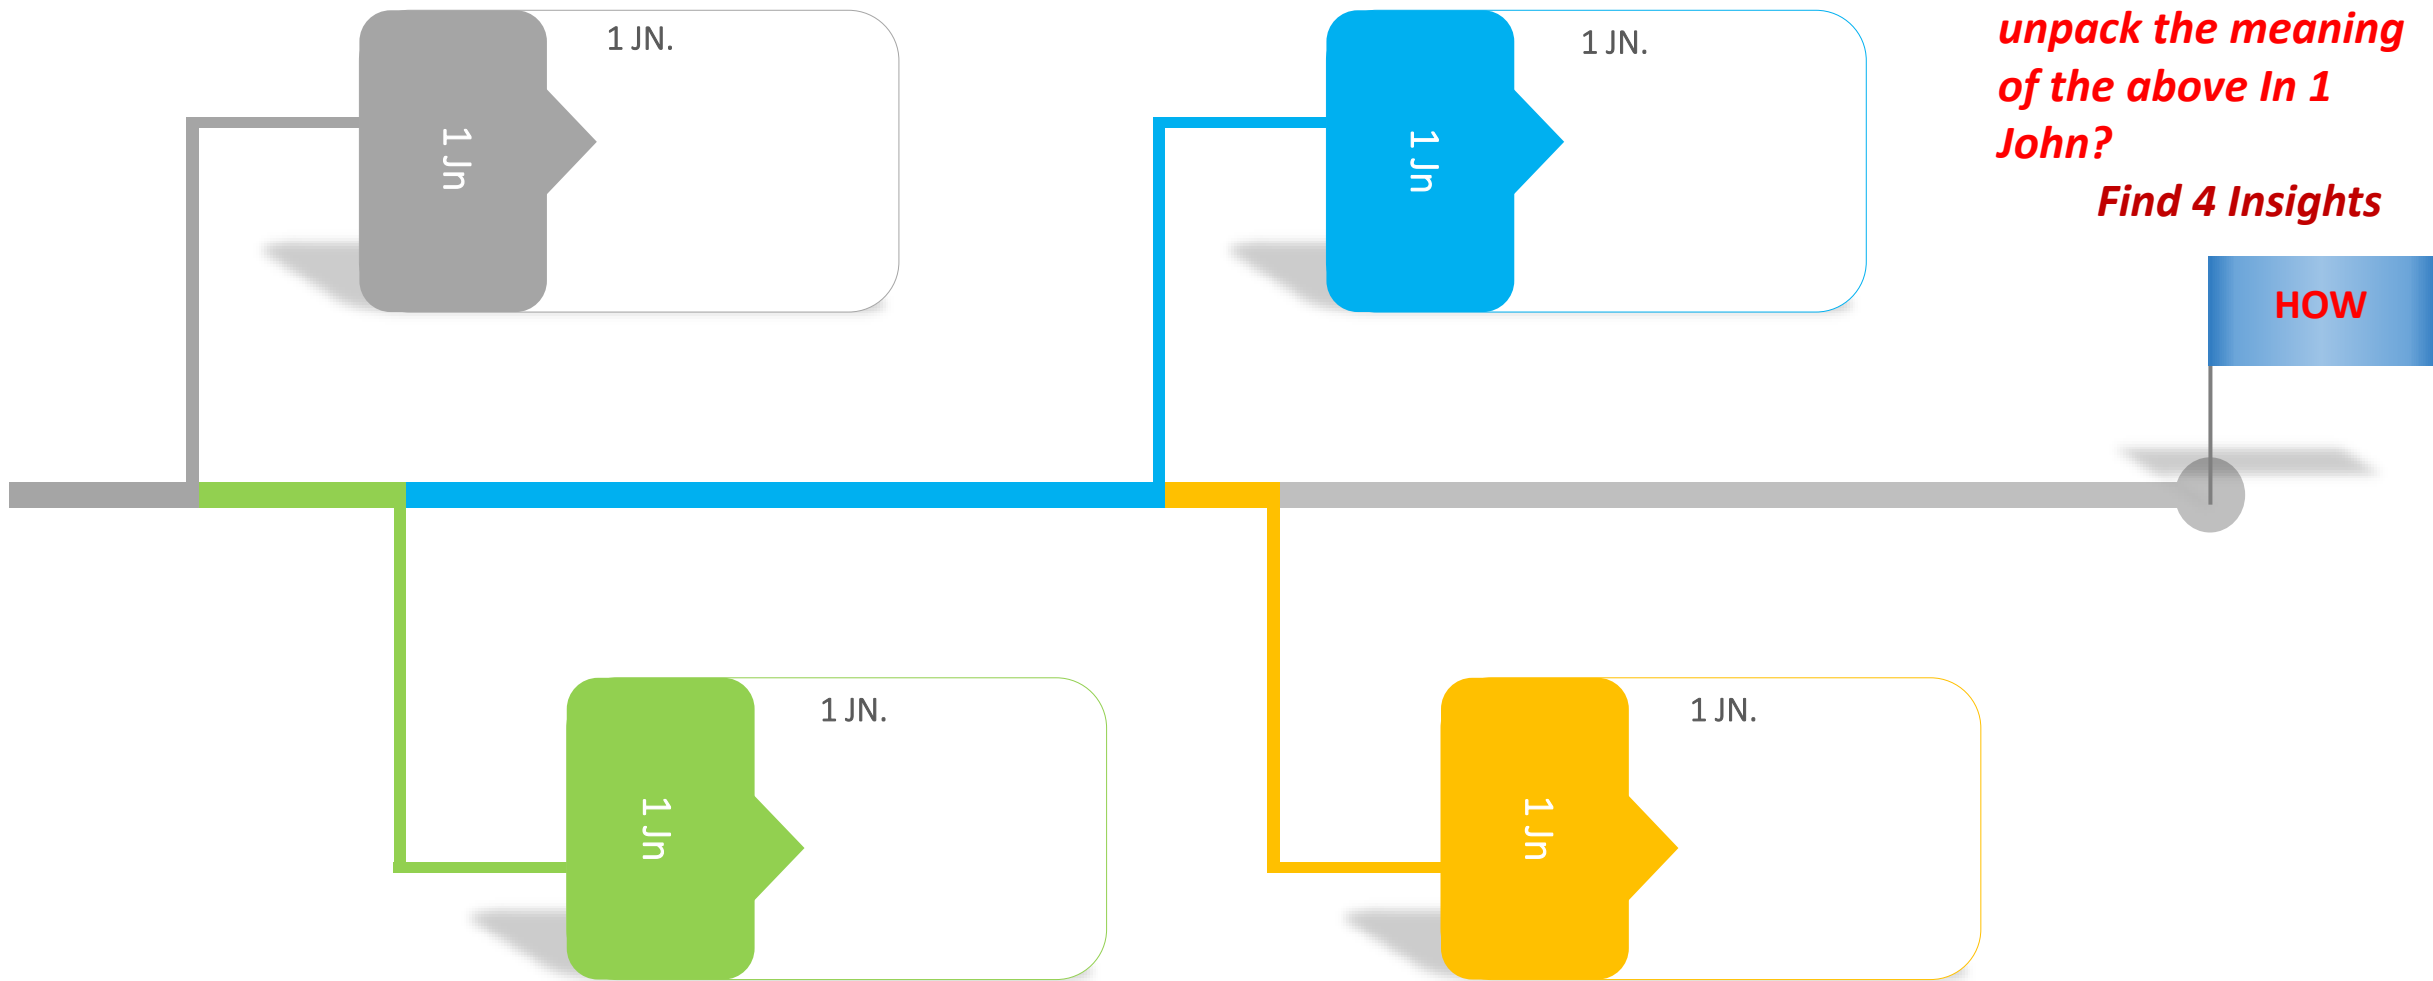 1 JN.
1 Jn
1 JN.
1 Jn
unpack the meaning
of the above In 1
John?
Find 4 Insights
HOW
1 JN.
1 Jn
1 JN.
1 Jn